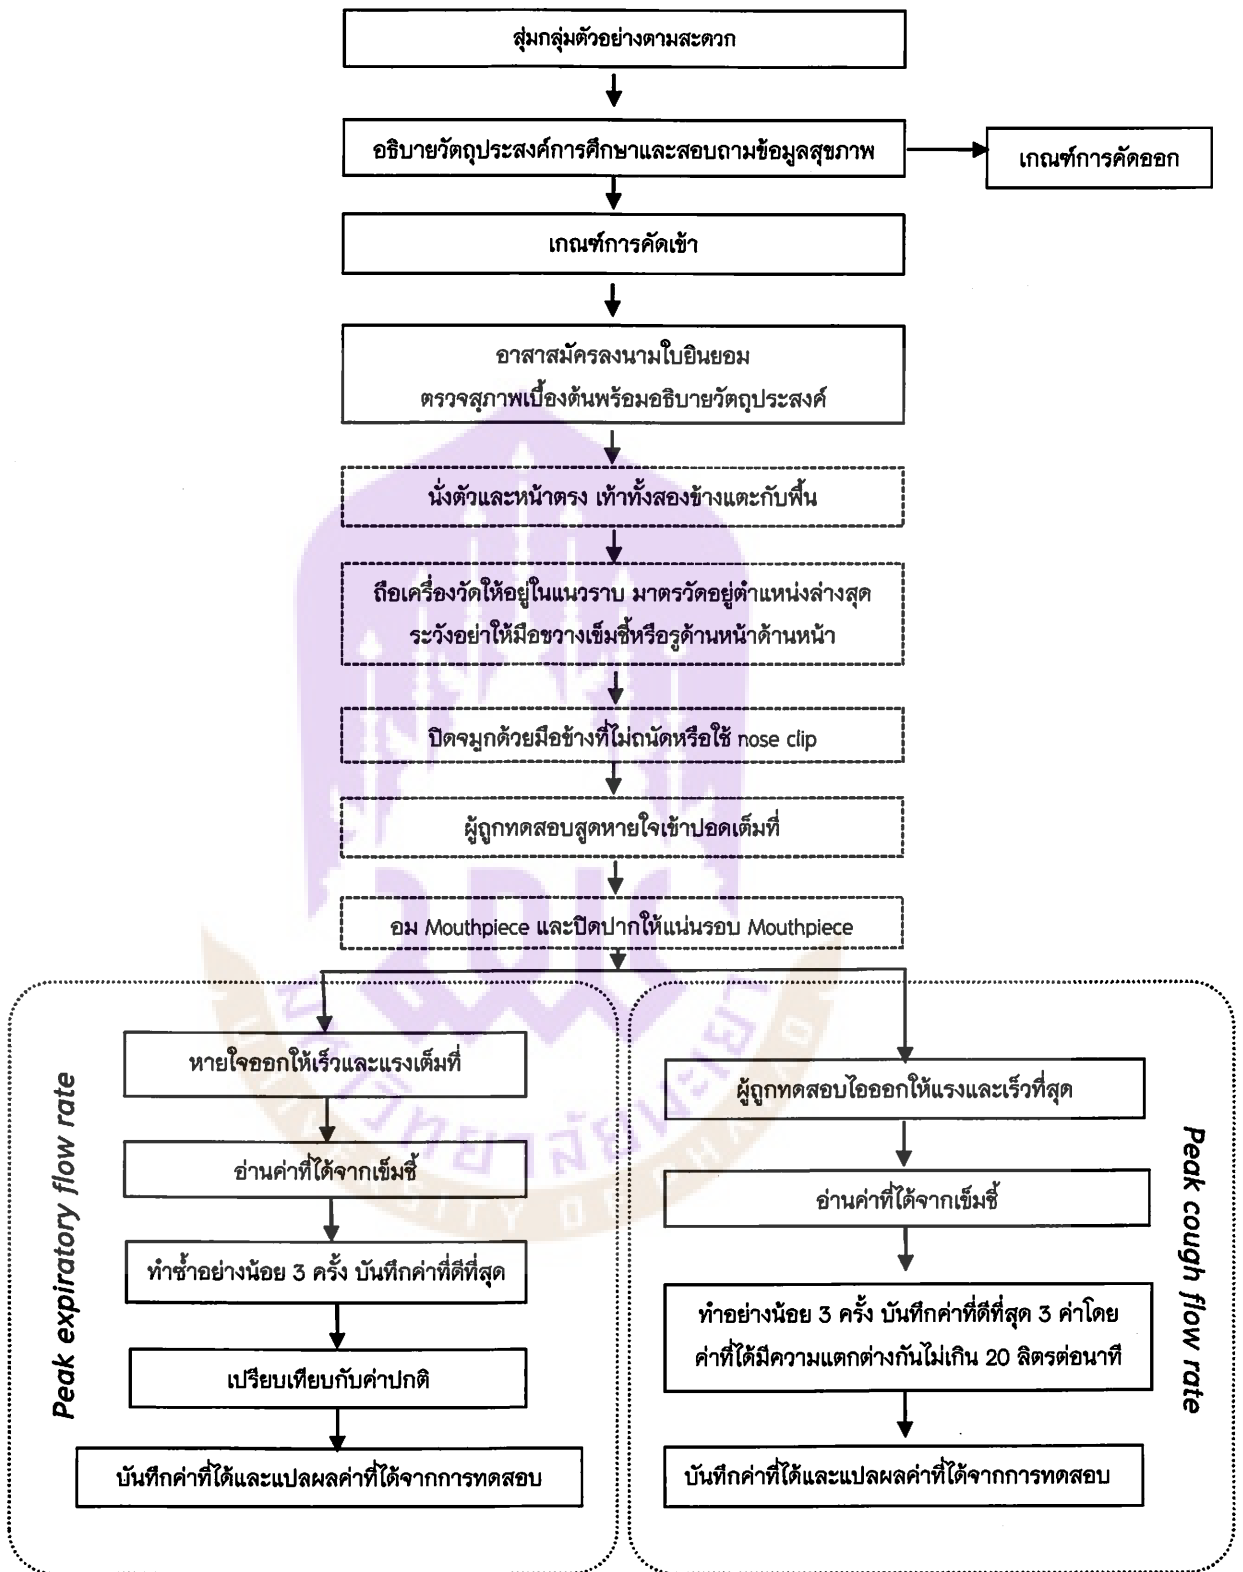 สุ่มกลุ่มตัวอย่างตามสะดวก
อธิบายวัตถุประสงค์การศึกษาและสอบถามข้อมูลสุขภาพ
เกณฑ์การคัดออก
เกณฑ์การคัดเข้า
อาสาสมัครลงนามใบยินยอม
ตรวจสุภาพเบื้องต้นพร้อมอธิบายวัตถุประสงค์
นั่งตัวและหน้าตรง เท้าทั้งสองข้างแตะกับพื้น
ถือเครื่องวัดให้อยู่ในแนวราบ มาตรวัดอยู่ตำแหน่งล่างสุด
ระวังอย่าให้มือขวางเข็มชี้หรือรูด้านหน้าด้านหน้า
ปิดจมูกด้วยมือข้างที่ไม่ถนัดหรือใช้ nose clip
ผู้ถูกทดสอบสูดหายใจเข้าปอดเต็มที่
อม Mouthpiece และปิดปากให้แน่นรอบ Mouthpiece
Peak expiratory flow rate
หายใจออกให้เร็วและแรงเต็มที่
อ่านค่าที่ได้จากเข็มชี้
ทำซ้ำอย่างน้อย 3 ครั้ง บันทึกค่าที่ดีที่สุด
เปรียบเทียบกับค่าปกติ
บันทึกค่าที่ได้และแปลผลค่าที่ได้จากการทดสอบ
Peak cough flow rate
ผู้ถูกทดสอบไอออกให้แรงและเร็วที่สุด
อ่านค่าที่ได้จากเข็มชี้
ทำอย่างน้อย 3 ครั้ง บันทึกค่าที่ดีที่สุด 3 ค่าโดย
ค่าที่ได้มีความแตกต่างกันไม่เกิน 20 ลิตรต่อนาที
บันทึกค่าที่ได้และแปลผลค่าที่ได้จากการทดสอบ
มหาวิทยาลัยพะเยา
UNIVERSITY OF PHAYAO